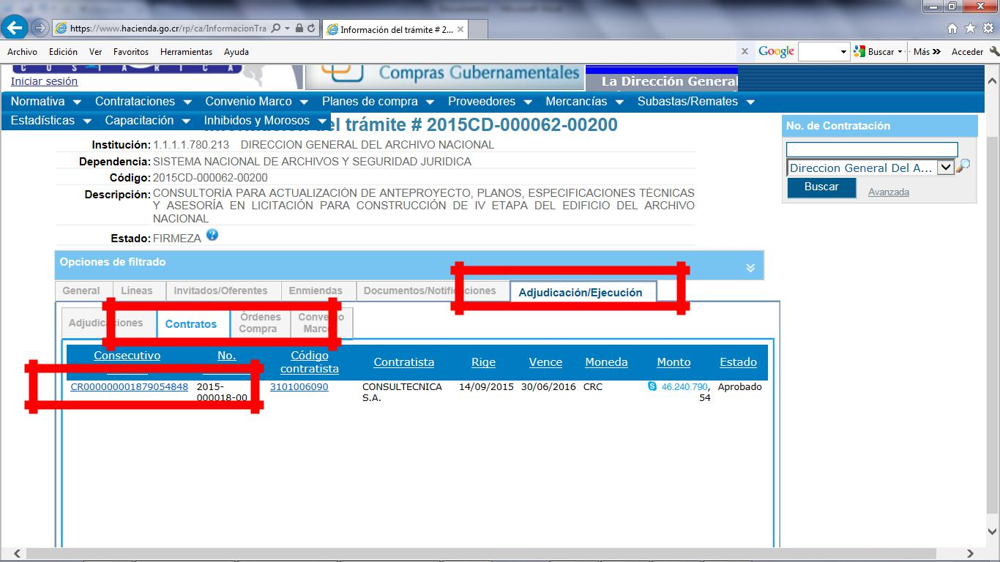 https://www.hacienda.go.cr/rp/ca/InformacionTra
Información del trámite # 2...
Archivo Edición Ver Favoritos Herramientas Ayuda
x Google Buscar Más Acceder
COSTA RICA
Iniciar sesión
Compras Gubernamentales
La Dirección General
Normativa Contrataciones Convenio Marco Planes de compra Proveedores Mercancías Subastas/Remates
Estadísticas Capacitación Inhibidos y Morosos
del trámite # 2015CD-000062-00200
No. de Contratación
Direccion General Del A...
Buscar Avanzada
Institución: 1.1.1.1.780.213 DIRECCION GENERAL DEL ARCHIVO NACIONAL
Dependencia: SISTEMA NACIONAL DE ARCHIVOS Y SEGURIDAD JURIDICA
Código: 2015CD-000062-00200
Descripción: CONSULTORÍA PARA ACTUALIZACIÓN DE ANTEPROYECTO, PLANOS, ESPECIFICACIONES TÉCNICAS
Y ASESORÍA EN LICITACIÓN PARA CONSTRUCCIÓN DE IV ETAPA DEL EDIFICIO DEL ARCHIVO
NACIONAL
Estado: FIRMEZA ?
Opciones de filtrado
General Líneas Invitados/Oferentes Enmiendas Documentos/Notificaciones Adjudicación/Ejecución
Adjudicaciones Contratos Órdenes Compra Convenio Marco
Consecutivo No. Código contratista Contratista Rige Vence Moneda Monto Estado
CR000000001879054848 2015- 3101006090 CONSULTECNICA 14/09/2015 30/06/2016 CRC 46.240.790, Aprobado
000018-00 S.A. 54